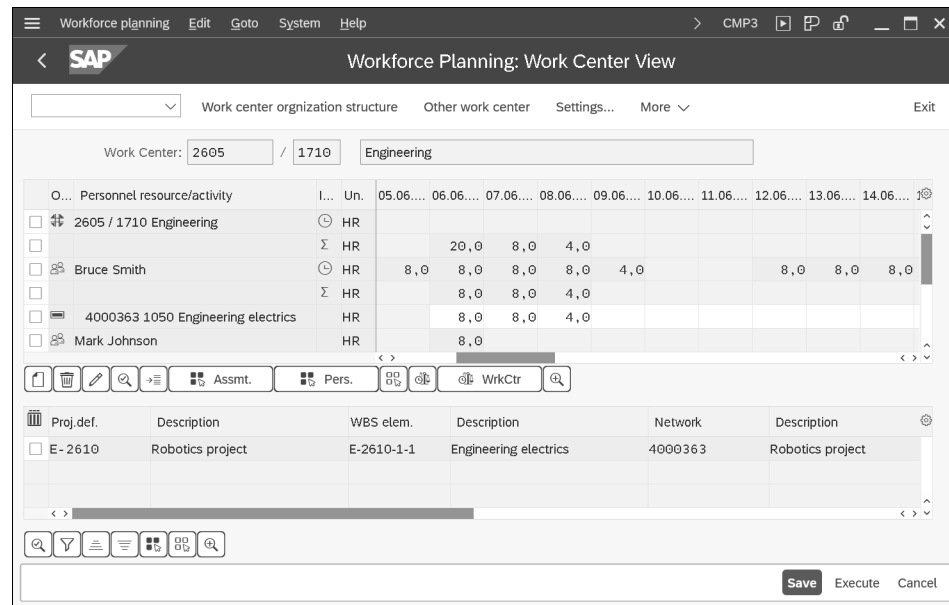 Workforce planning Edit Goto System Help CMP3
SAP Workforce Planning: Work Center View
Work center orgnization structure Other work center Settings... More Exit
Work Center: 2605 / 1710 Engineering
O... Personnel resource/activity I... Un. 05.06.... 06.06.... 07.06.... 08.06.... 09.06.... 10.06.... 11.06.... 12.06.... 13.06.... 14.06.... 1
2605 / 1710 Engineering HR
Σ HR 20,0 8,0 4,0
Bruce Smith HR 8,0 8,0 8,0 8,0 4,0 8,0 8,0 8,0
Σ HR 8,0 8,0 4,0
4000363 1050 Engineering electrics HR 8,0 8,0 4,0
Mark Johnson HR 8,0
Assmt. Pers. WrkCtr
Proj.def. Description WBS elem. Description Network Description
E-2610 Robotics project E-2610-1-1 Engineering electrics 4000363 Robotics project
Save Execute Cancel